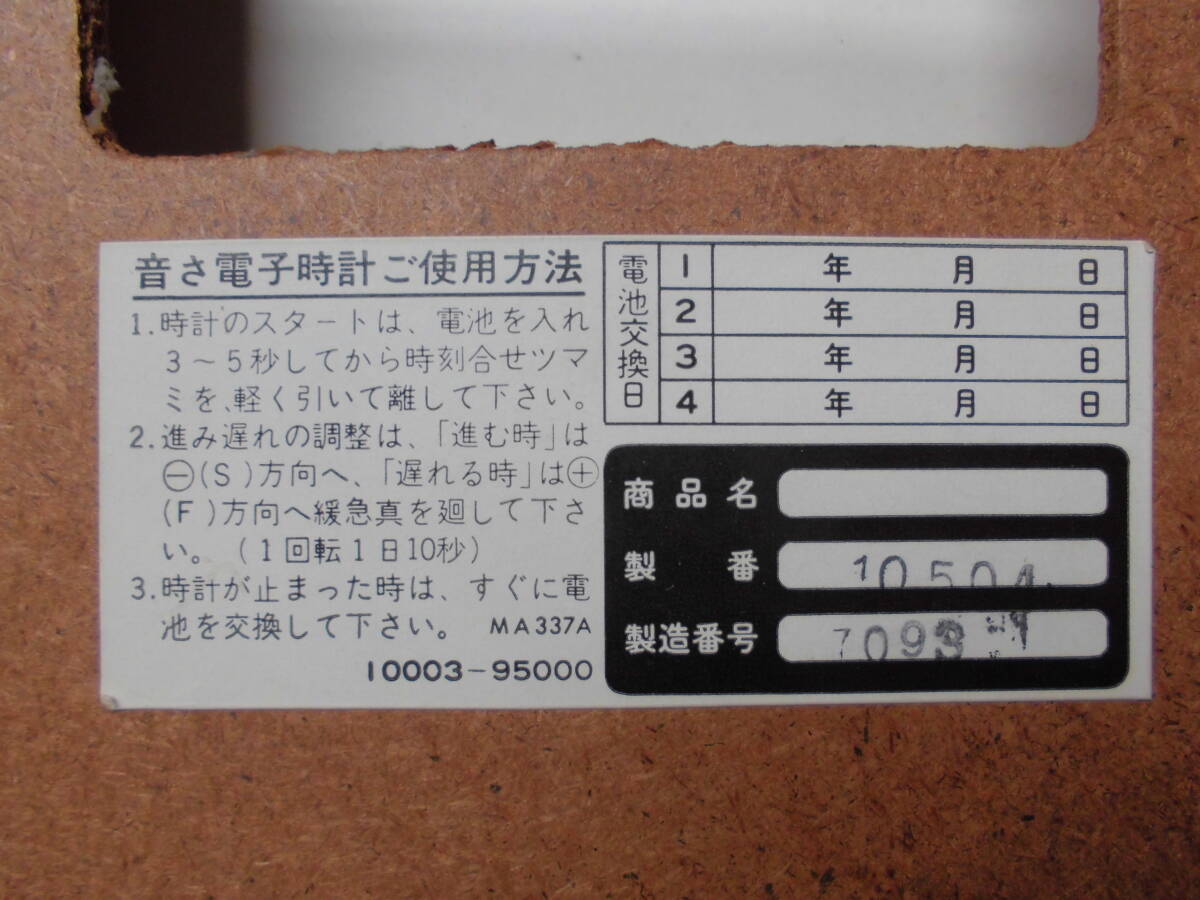 音さ電子時計ご使用方法
1.時計のスタートは、電池を入れ
3〜5秒してから時刻合せツマ
ミを、軽く引いて離して下さい。
2.進み遅れの調整は、「進む時」は
⊖(S)方向へ、「遅れる時」は⊕
(F)方向へ緩急真を廻して下さ
い。(1回転1日10秒)
3.時計が止まった時は、すぐに電
池を交換して下さい。 MA337A
10003-95000
電池交換日
1 年 月 日
2 年 月 日
3 年 月 日
4 年 月 日
商品名
製番 10504
製造番号 7093